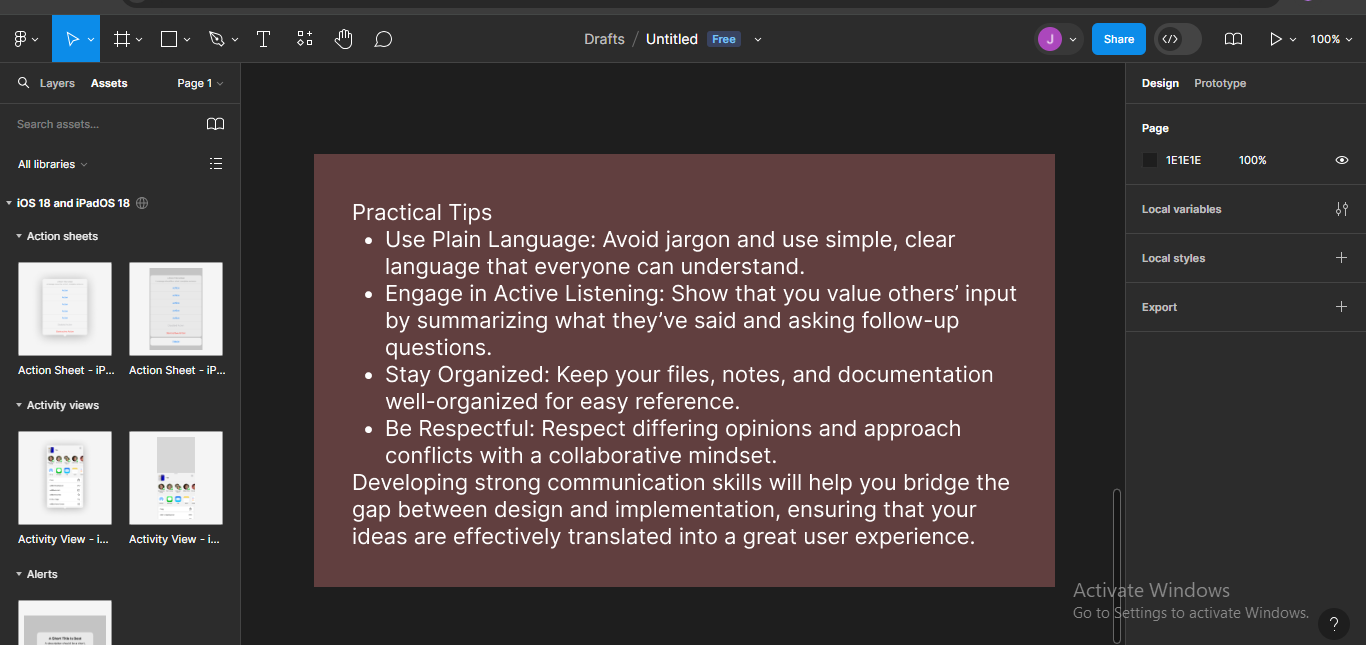 Drafts / Untitled Free
J
Share
100%
Layers Assets Page 1
Search assets...
All libraries
iOS 18 and iPadOS 18
Action sheets
Action Sheet - iP... Action Sheet - iP...
Activity views
Activity View - i... Activity View - i...
Alerts
Practical Tips
• Use Plain Language: Avoid jargon and use simple, clear
language that everyone can understand.
• Engage in Active Listening: Show that you value others’ input
by summarizing what they’ve said and asking follow-up
questions.
• Stay Organized: Keep your files, notes, and documentation
well-organized for easy reference.
• Be Respectful: Respect differing opinions and approach
conflicts with a collaborative mindset.
Developing strong communication skills will help you bridge the
gap between design and implementation, ensuring that your
ideas are effectively translated into a great user experience.
Design Prototype
Page
1E1E1E 100%
Local variables
Local styles
Export
Activate Windows
Go to Settings to activate Windows.
?